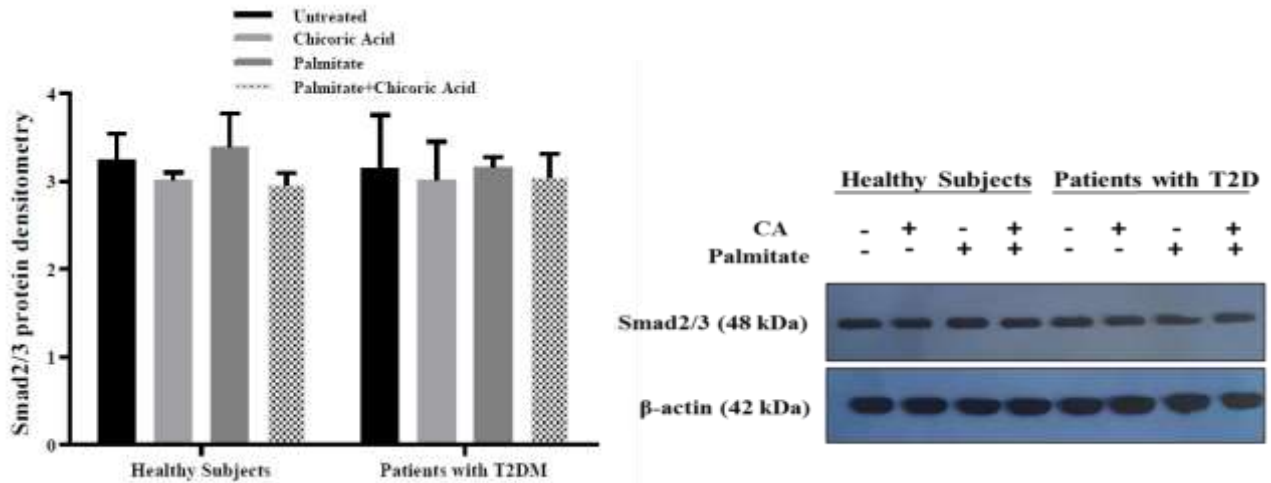 Untreated
Chicoric Acid
Palmitate
Palmitate+Chicoric Acid
Smad2/3 protein densitometry
4
3
2
1
0
Healthy Subjects
Patients with T2DM
Healthy Subjects Patients with T2D
CA - + - + - + - +
Palmitate - - + + - - + +
Smad2/3 (48 kDa)
β-actin (42 kDa)